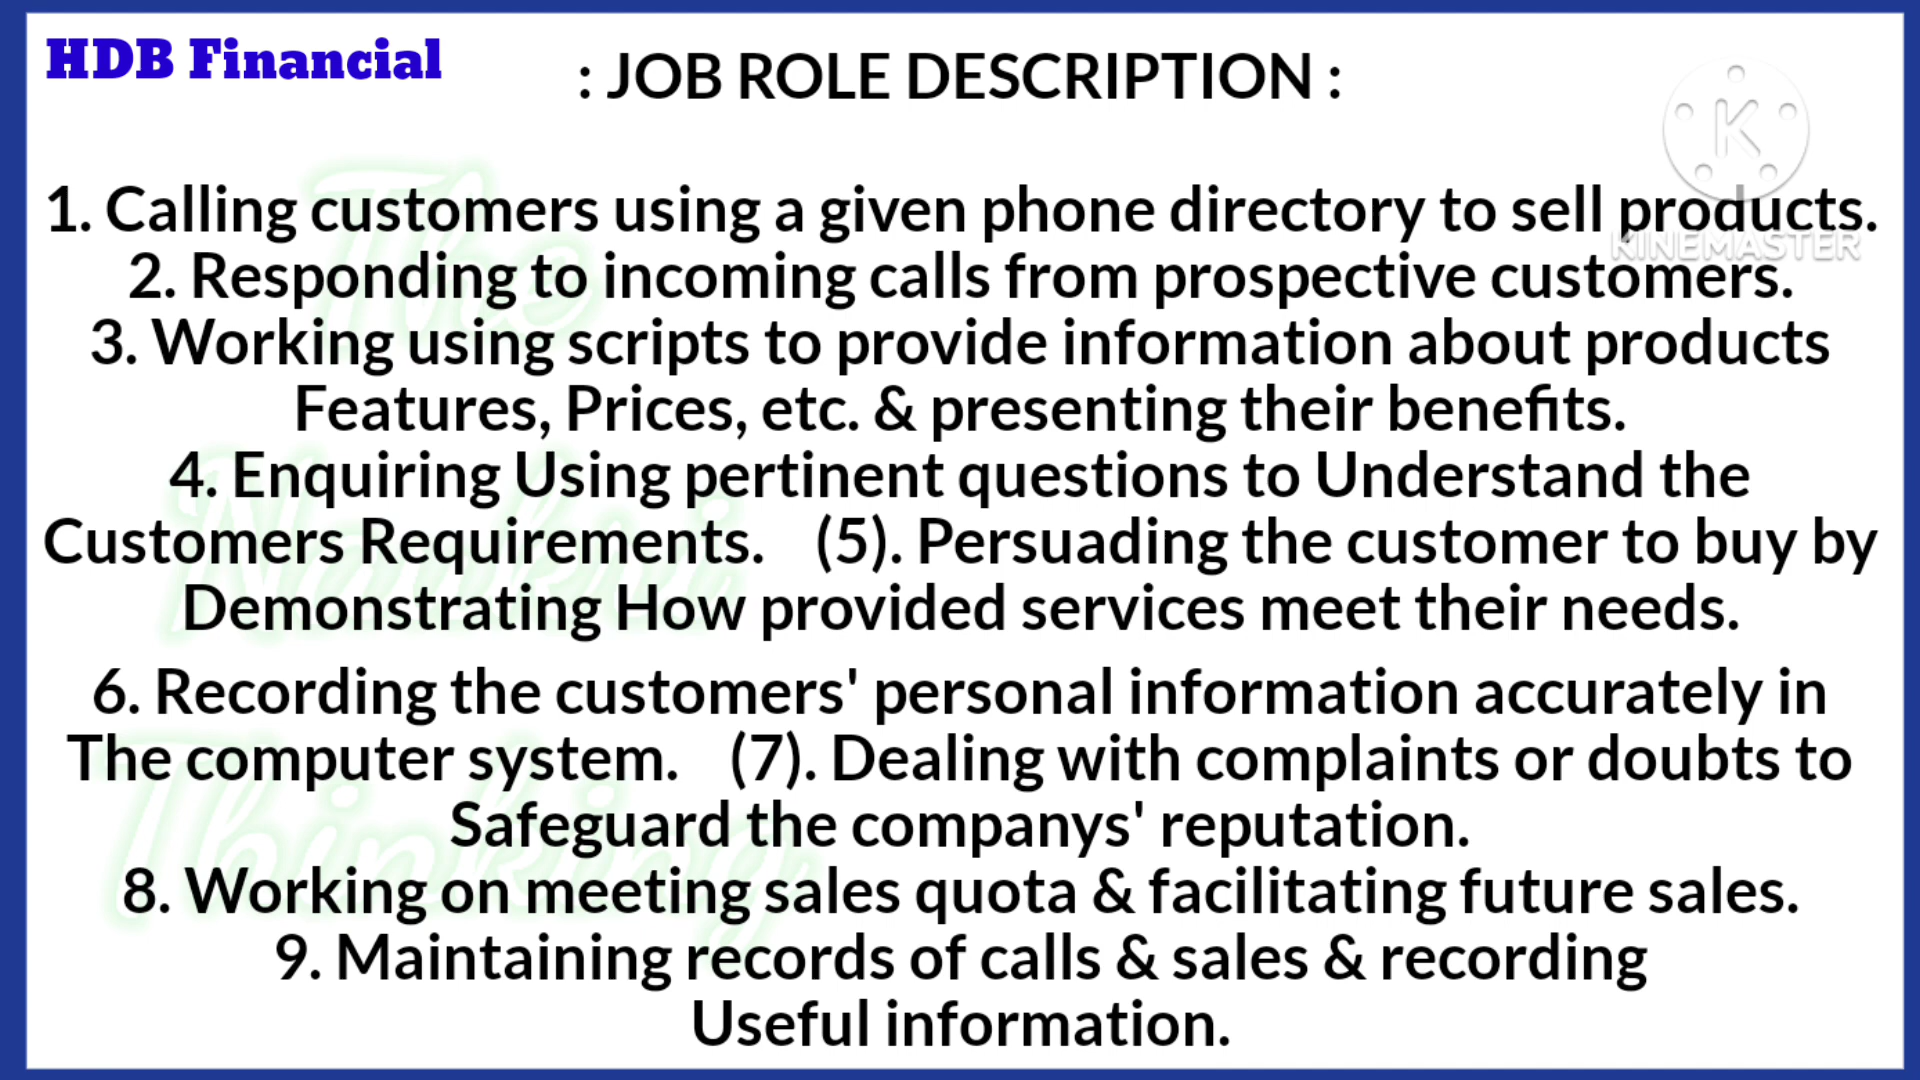 HDB Financial
: JOB ROLE DESCRIPTION :
K
KINEMASTER
1. Calling customers using a given phone directory to sell products.
2. Responding to incoming calls from prospective customers.
3. Working using scripts to provide information about products
Features, Prices, etc. & presenting their benefits.
4. Enquiring Using pertinent questions to Understand the
Customers Requirements. (5). Persuading the customer to buy by
Demonstrating How provided services meet their needs.
6. Recording the customers' personal information accurately in
The computer system. (7). Dealing with complaints or doubts to
Safeguard the companys' reputation.
8. Working on meeting sales quota & facilitating future sales.
9. Maintaining records of calls & sales & recording
Useful information.
The
Naukri
Thinking